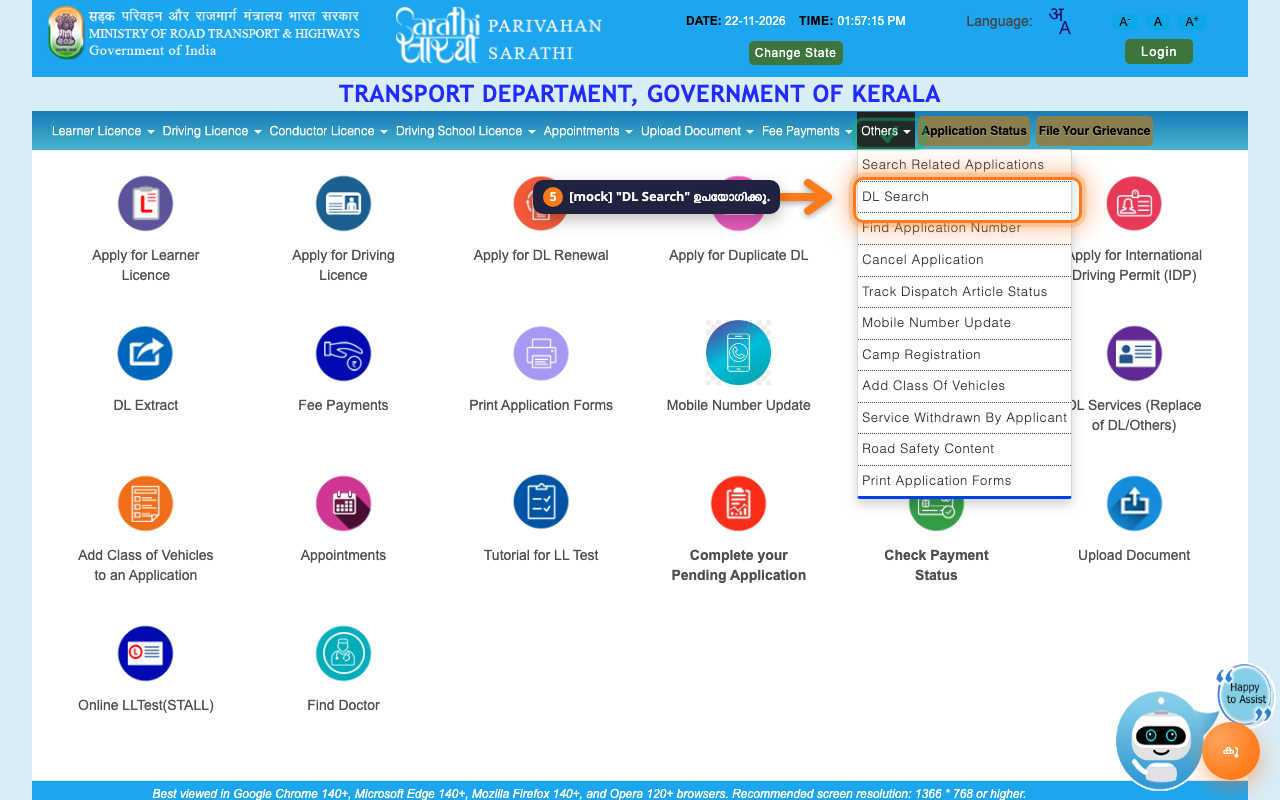 सड़क परिवहन और राजमार्ग मंत्रालय भारत सरकार
MINISTRY OF ROAD TRANSPORT & HIGHWAYS
Government of India
Sarathi
सारथी
PARIVAHAN
SARATHI
DATE: 22-11-2026 TIME: 01:57:15 PM
Language: अ A
A- A A+
Change State
Login
TRANSPORT DEPARTMENT, GOVERNMENT OF KERALA
Learner Licence Driving Licence Conductor Licence Driving School Licence Appointments Upload Document Fee Payments Others Application Status File Your Grievance
Search Related Applications
DL Search
Find Application Number
Cancel Application
Track Dispatch Article Status
Mobile Number Update
Camp Registration
Add Class Of Vehicles
Service Withdrawn By Applicant
Road Safety Content
Print Application Forms
5 [mock] "DL Search" ഉപയോഗിക്കൂ.
Apply for Learner
Licence
Apply for Driving
Licence
Apply for DL Renewal
Apply for Duplicate DL
Apply for International
Driving Permit (IDP)
DL Extract
Fee Payments
Print Application Forms
Mobile Number Update
DL Services (Replace
of DL/Others)
Add Class of Vehicles
to an Application
Appointments
Tutorial for LL Test
Complete your
Pending Application
Check Payment
Status
Upload Document
Online LLTest(STALL)
Find Doctor
Happy
to Assist
കൂ
Best viewed in Google Chrome 140+, Microsoft Edge 140+, Mozilla Firefox 140+, and Opera 120+ browsers. Recommended screen resolution: 1366 * 768 or higher.